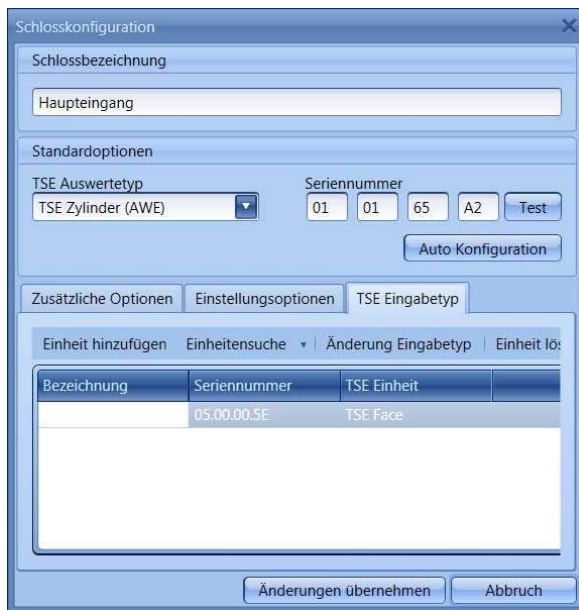 Schlosskonfiguration
Schlossbezeichnung
Haupteingang
Standardoptionen
TSE Auswertetyp Seriennummer
TSE Zylinder (AWE) 01 01 65 A2 Test
Auto Konfiguration
Zusätzliche Optionen Einstellungsoptionen TSE Eingabetyp
Einheit hinzufügen Einheitensuche Änderung Eingabetyp Einheit lös
Bezeichnung Seriennummer TSE Einheit
05.00.00.5E TSE Face
Änderungen übernehmen Abbruch